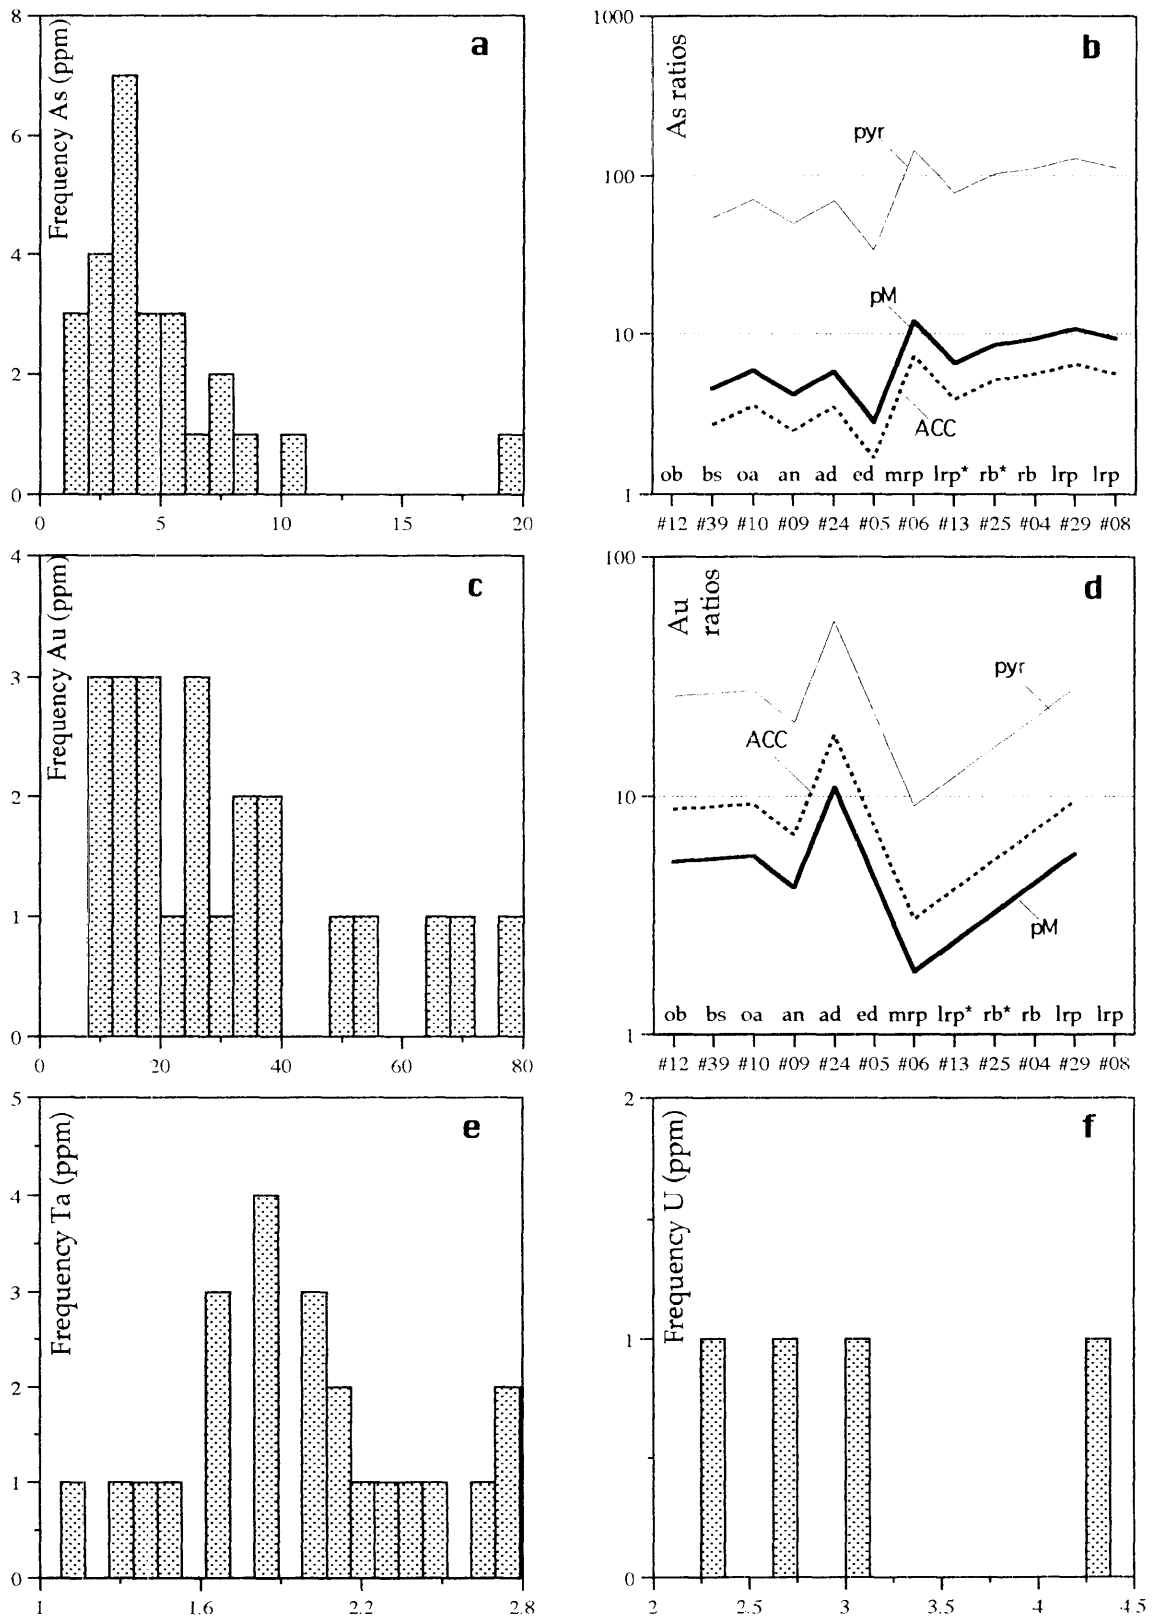 a
Frequency As (ppm)
8
6
4
2
0
0 5 10 15 20
b
As ratios
1000
100
10
1
pyr
pM
ACC
ob bs oa an ad ed mrp lrp* rb* rb lrp lrp
#12 #39 #10 #09 #24 #05 #06 #13 #25 #04 #29 #08
c
Frequency Au (ppm)
4
3
2
1
0
0 20 40 60 80
d
Au
ratios
100
10
1
pyr
ACC
pM
ob bs oa an ad ed mrp lrp* rb* rb lrp lrp
#12 #39 #10 #09 #24 #05 #06 #13 #25 #04 #29 #08
e
Frequency Ta (ppm)
5
4
3
2
1
0
1 1.6 2.2 2.8
f
Frequency U (ppm)
2
1
0
2 2.5 3 3.5 4 4.5